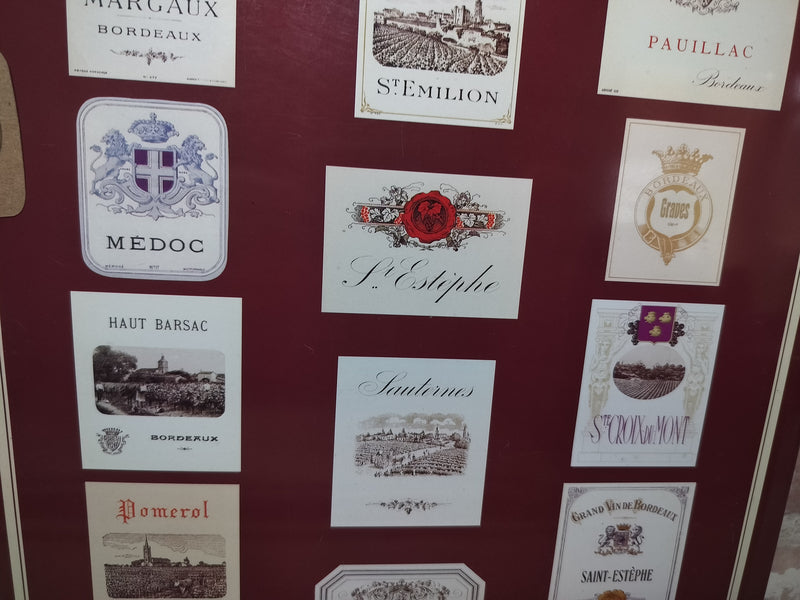 MARGAUX
BORDEAUX
ST EMILION
PAUILLAC
Bordeaux
MÉDOC
St. Estèphe
BORDEAUX
Graves
HAUT BARSAC
BORDEAUX
Sauternes
STE CROIX DU MONT
Pomerol
GRAND VIN DE BORDEAUX
SAINT-ESTÈPHE